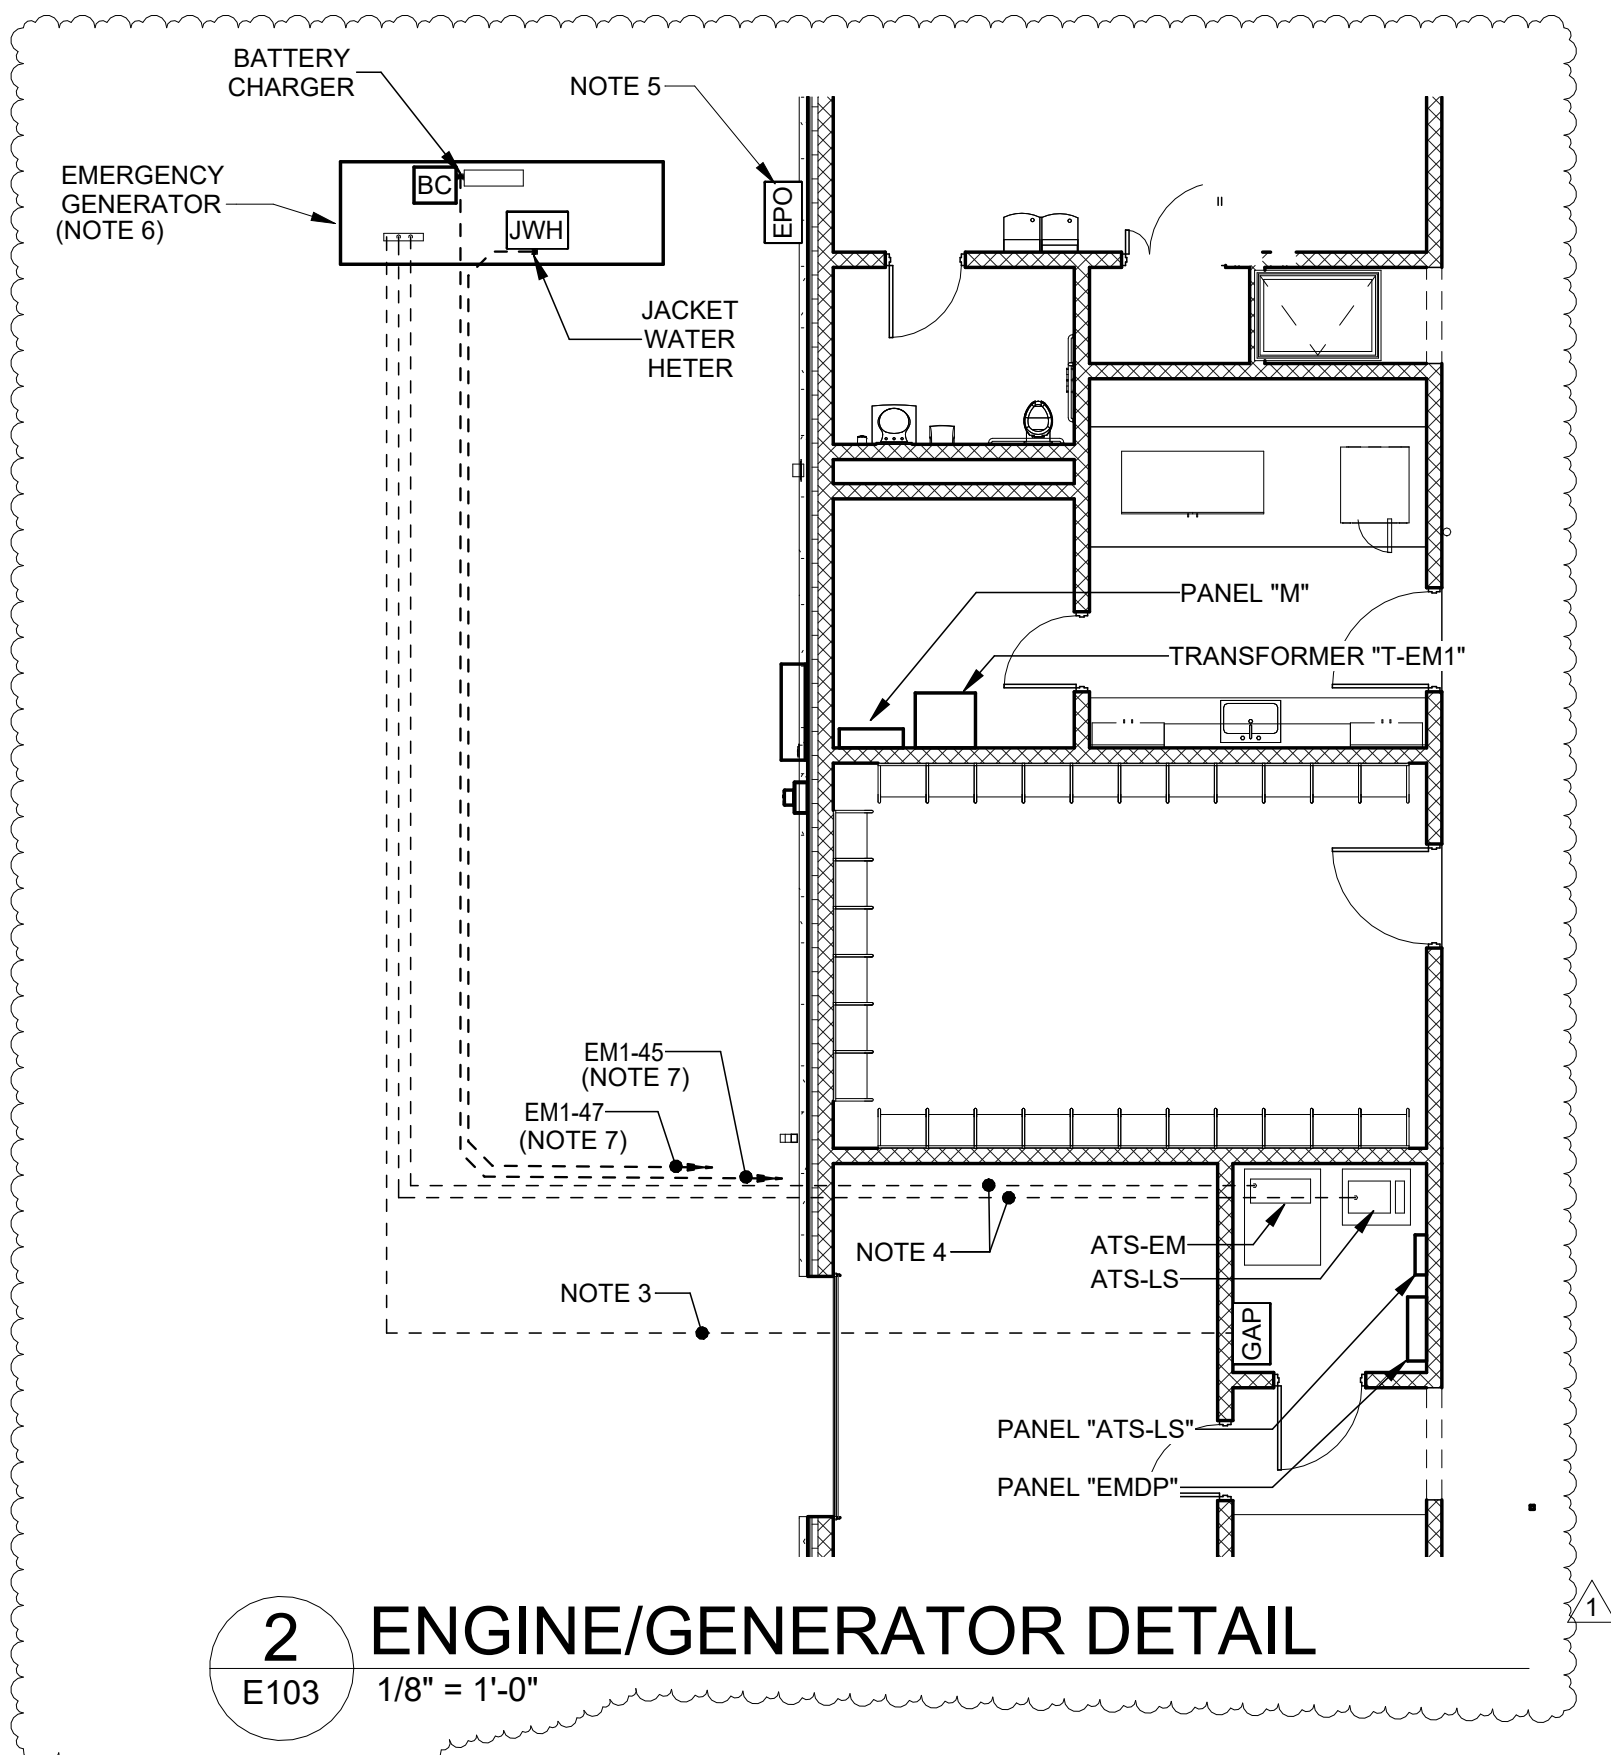 BATTERY
CHARGER
NOTE 5
EMERGENCY
GENERATOR
(NOTE 6)
BC
JWH
EPO
JACKET
WATER
HETER
PANEL "M"
TRANSFORMER "T-EM1"
EM1-45
(NOTE 7)
EM1-47
(NOTE 7)
NOTE 4
ATS-EM
ATS-LS
NOTE 3
GAP
PANEL "ATS-LS"
PANEL "EMDP"
2
E103
ENGINE/GENERATOR DETAIL
1/8" = 1'-0"
1